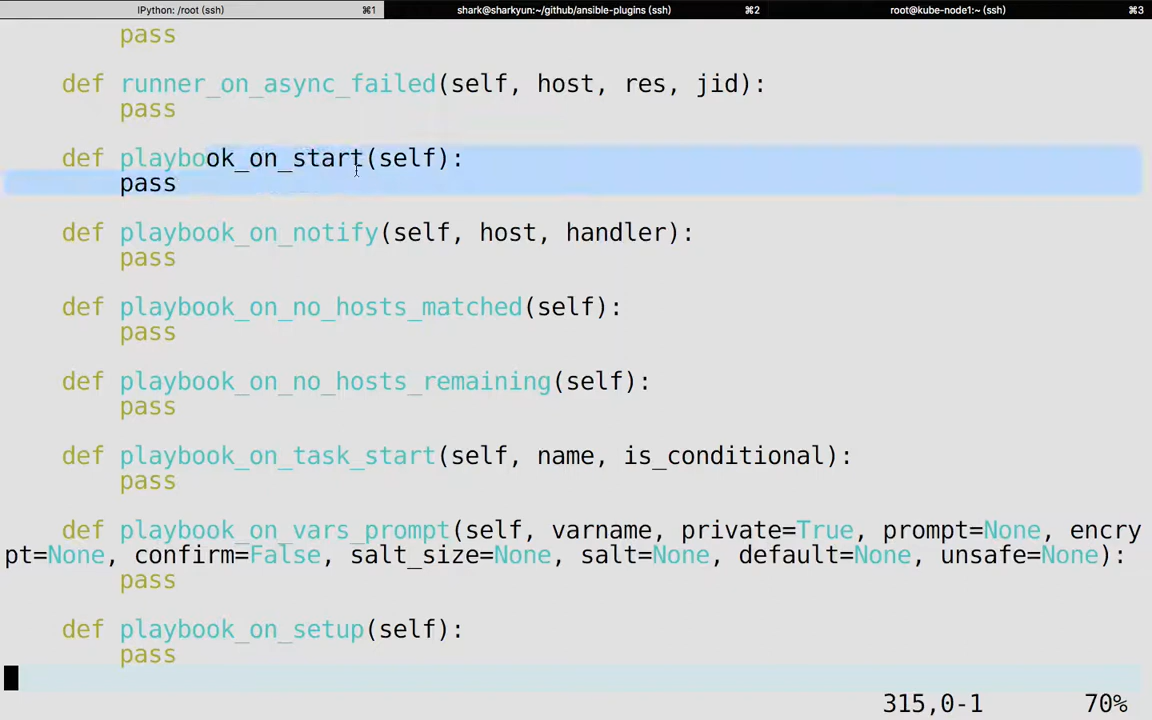 IPython: /root (ssh) ⌘1 shark@sharkyun:~/github/ansible-plugins (ssh) ⌘2 root@kube-node1:~ (ssh) ⌘3
pass
def runner_on_async_failed(self, host, res, jid):
pass
def playbook_on_start(self):
pass
def playbook_on_notify(self, host, handler):
pass
def playbook_on_no_hosts_matched(self):
pass
def playbook_on_no_hosts_remaining(self):
pass
def playbook_on_task_start(self, name, is_conditional):
pass
def playbook_on_vars_prompt(self, varname, private=True, prompt=None, encry
pt=None, confirm=False, salt_size=None, salt=None, default=None, unsafe=None):
pass
def playbook_on_setup(self):
pass
315,0-1 70%